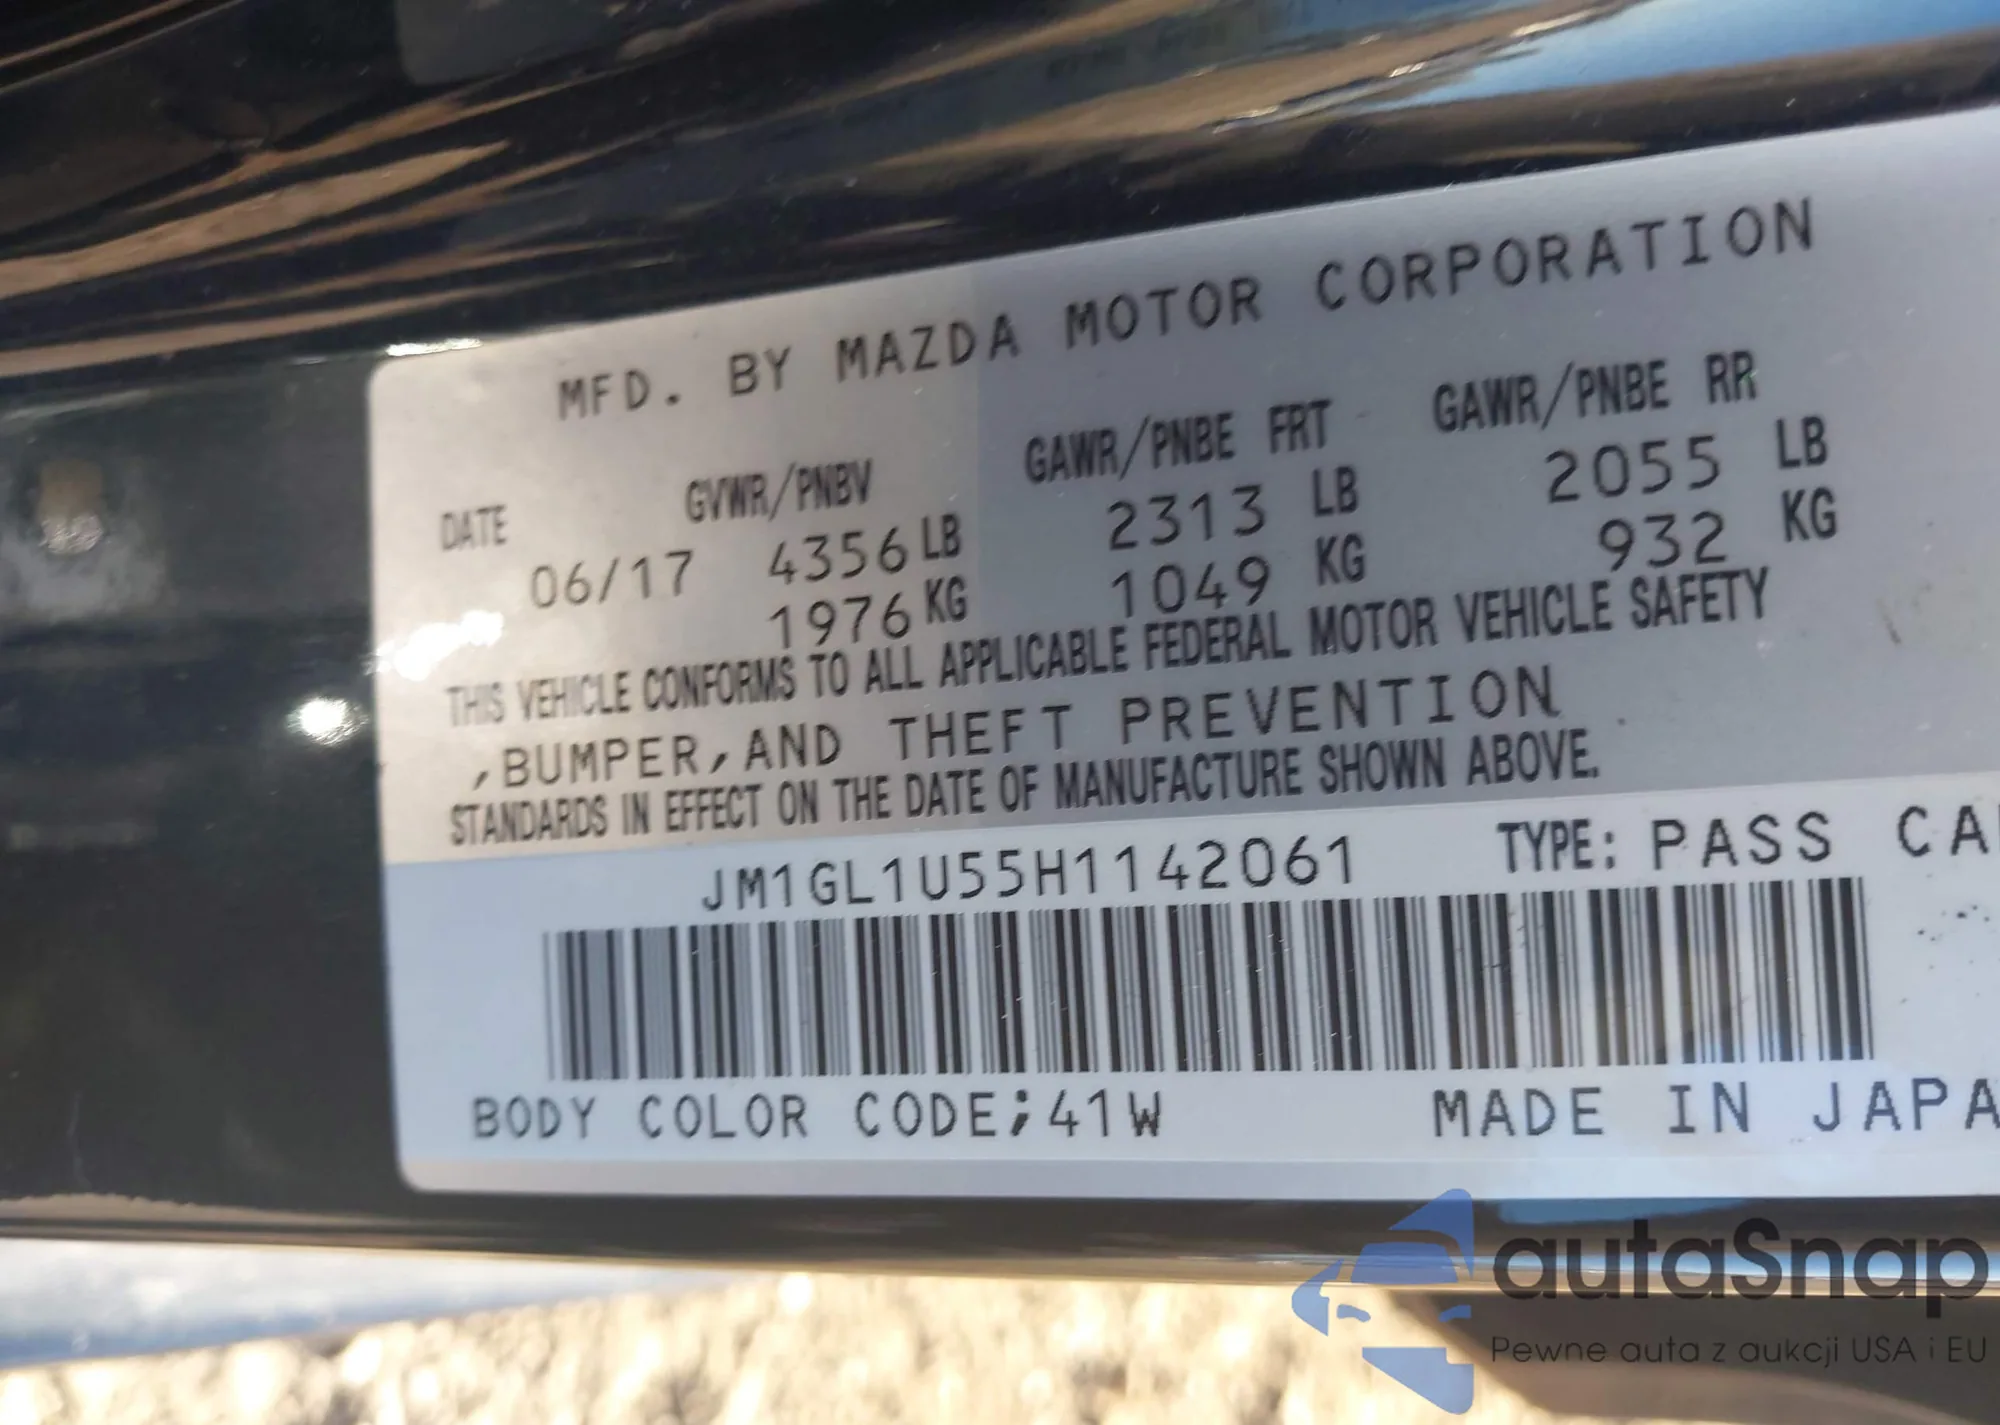 MFD. BY MAZDA MOTOR CORPORATION
DATE GVWR/PNBV GAWR/PNBE FRT GAWR/PNBE RR
06/17 4356 LB 2313 LB 2055 LB
1976 KG 1049 KG 932 KG
THIS VEHICLE CONFORMS TO ALL APPLICABLE FEDERAL MOTOR VEHICLE SAFETY
,BUMPER,AND THEFT PREVENTION
STANDARDS IN EFFECT ON THE DATE OF MANUFACTURE SHOWN ABOVE.
JM1GL1U55H1142061 TYPE: PASS CA
BODY COLOR CODE;41W MADE IN JAPA
autaSnap
Pewne auta z aukcji USA i EU